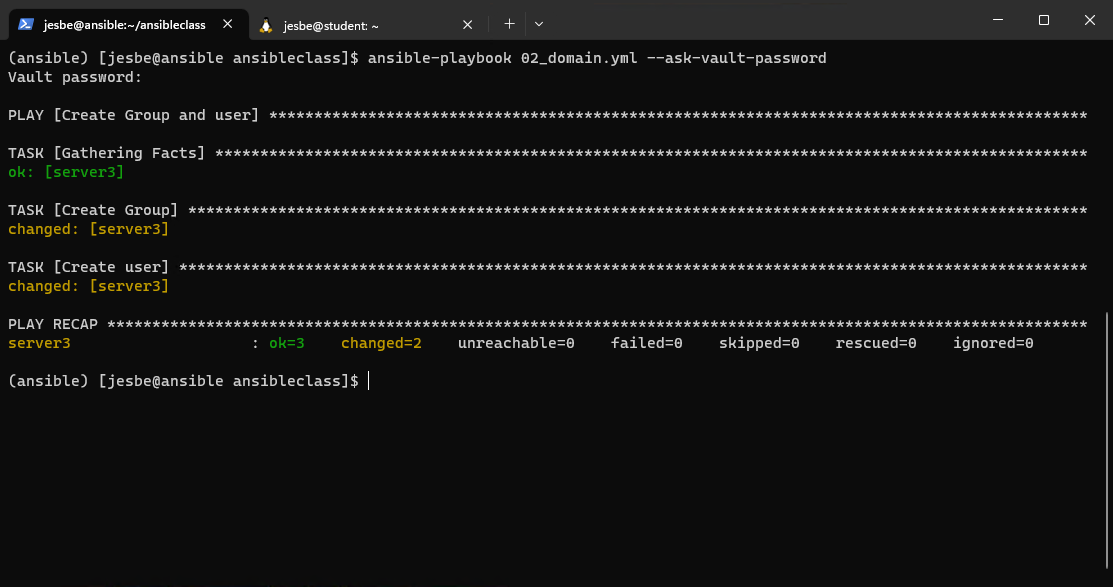 jesbe@ansible:~/ansibleclass
jesbe@student: ~
(ansible) [jesbe@ansible ansibleclass]$ ansible-playbook 02_domain.yml --ask-vault-password
Vault password:
PLAY [Create Group and user] *******************************************************************************************
TASK [Gathering Facts] *************************************************************************************************
ok: [server3]
TASK [Create Group] ****************************************************************************************************
changed: [server3]
TASK [Create user] *****************************************************************************************************
changed: [server3]
PLAY RECAP *************************************************************************************************************
server3                    : ok=3    changed=2    unreachable=0    failed=0    skipped=0    rescued=0    ignored=0
(ansible) [jesbe@ansible ansibleclass]$